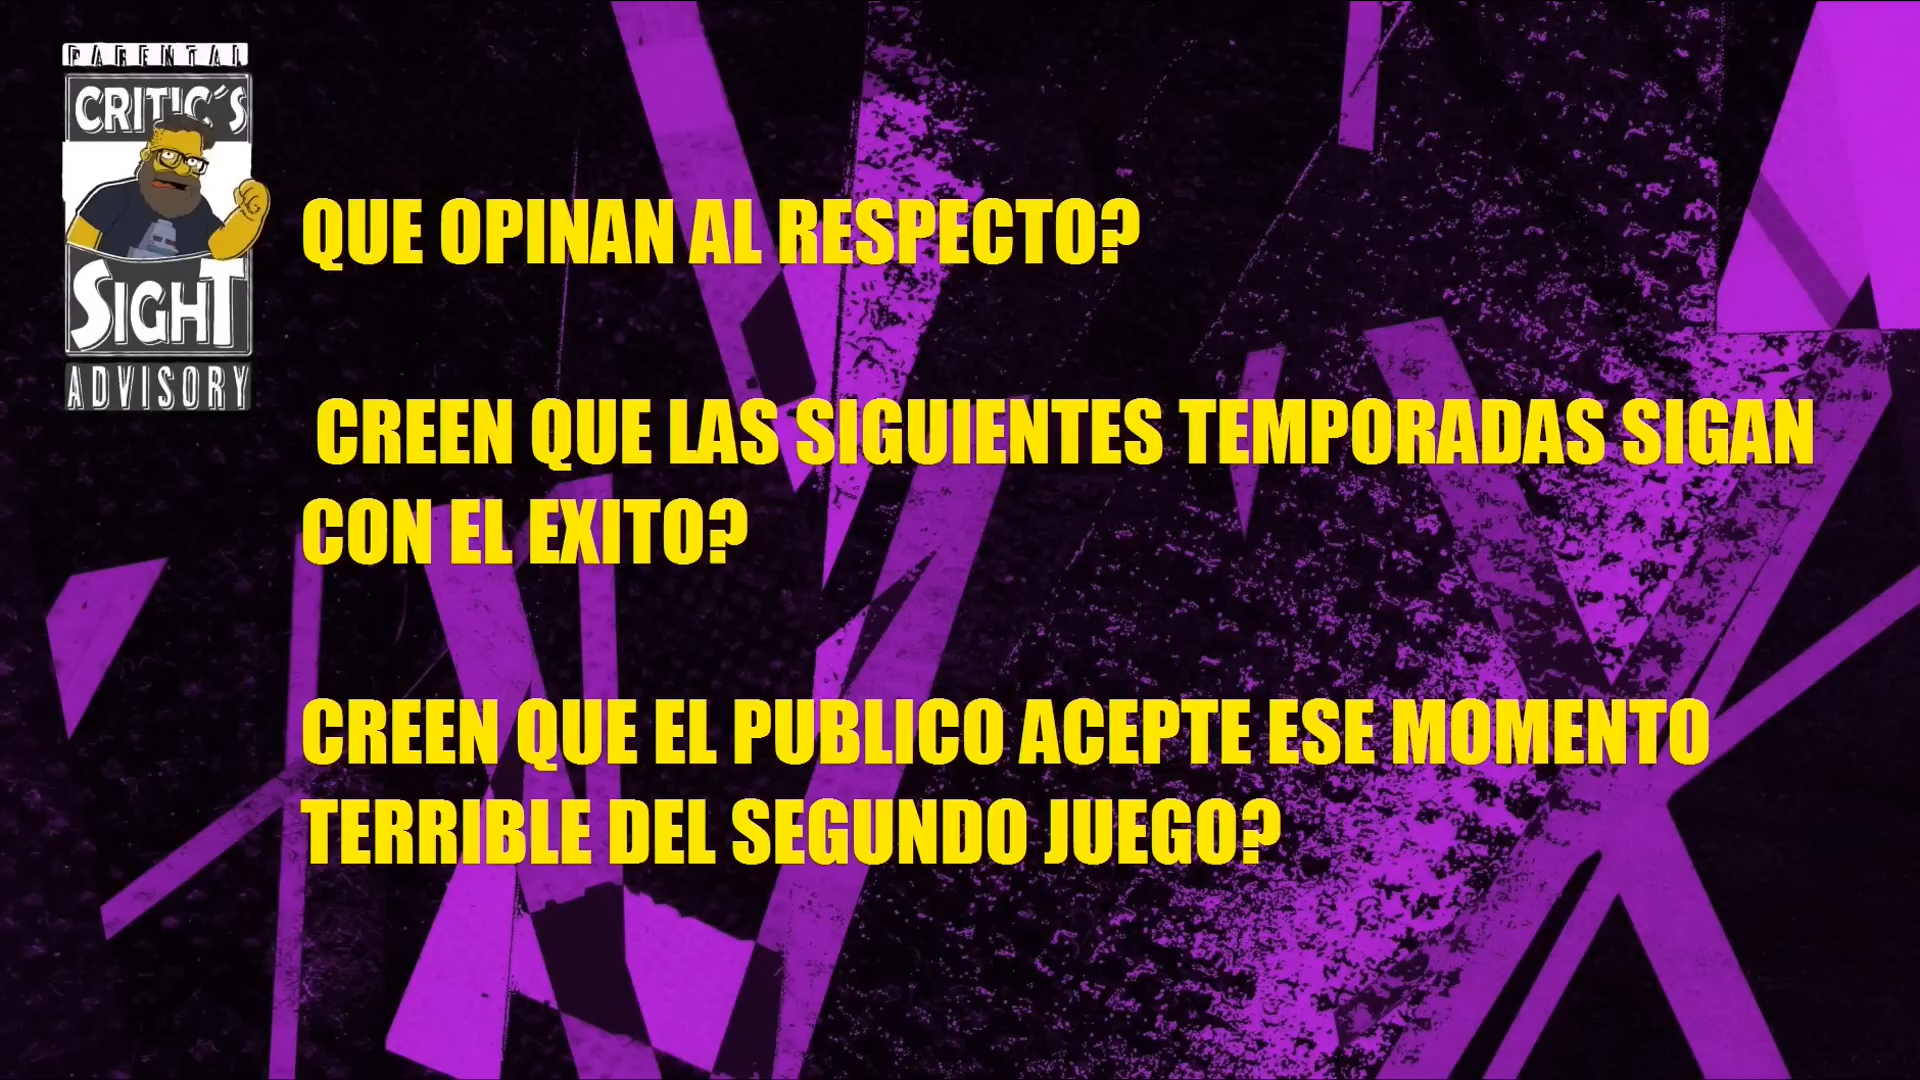 PARENTAL
CRITIC´S
SIGHT
ADVISORY
QUE OPINAN AL RESPECTO?
CREEN QUE LAS SIGUIENTES TEMPORADAS SIGAN
CON EL EXITO?
CREEN QUE EL PUBLICO ACEPTE ESE MOMENTO
TERRIBLE DEL SEGUNDO JUEGO?